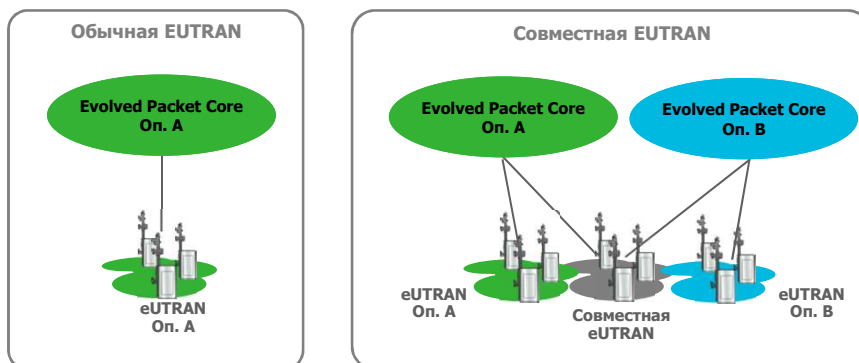 Обычная EUTRAN
Evolved Packet Core
Оп. А
eUTRAN
Оп. А
Совместная EUTRAN
Evolved Packet Core
Оп. А
Evolved Packet Core
Оп. В
eUTRAN
Оп. А
Совместная
eUTRAN
eUTRAN
Оп. В